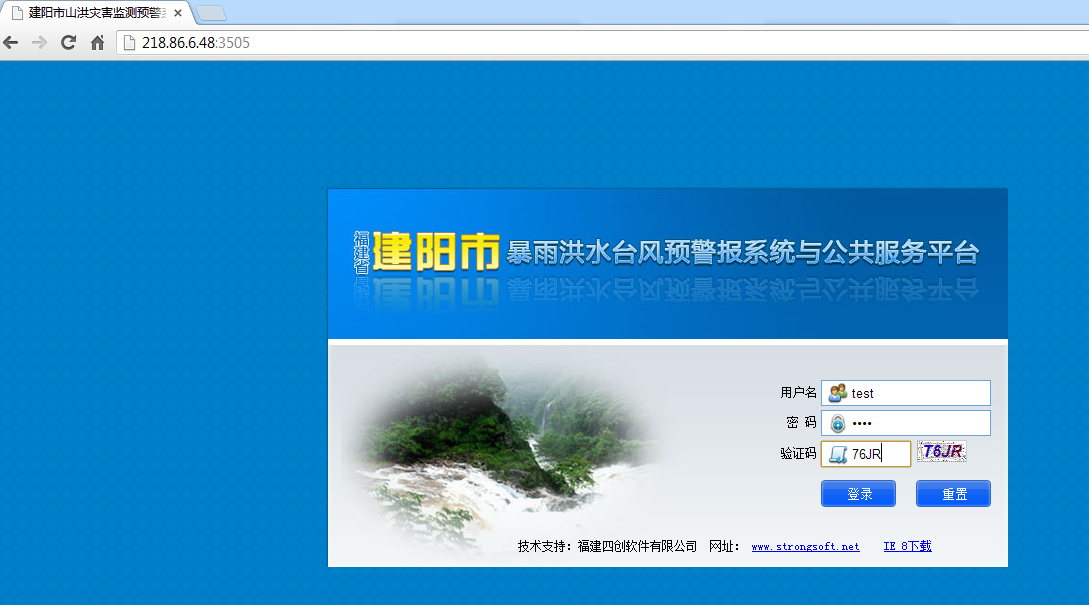 建阳市山洪灾害监测预警
218.86.6.48:3505
福建省
建阳市暴雨洪水台风预警报系统与公共服务平台
用户名 test
密 码 ••••
验证码 76JR T6JR
登录 重置
技术支持：福建四创软件有限公司 网址： www.strongsoft.net IE 8下载